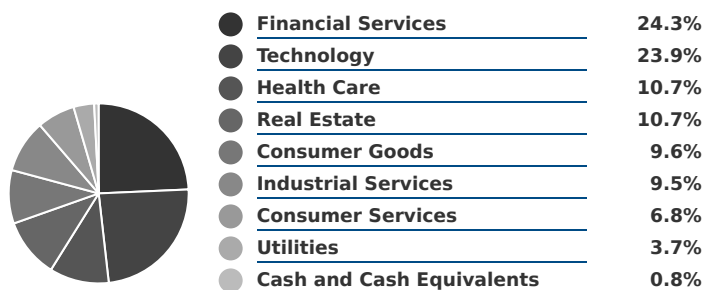 Financial Services 24.3%
Technology 23.9%
Health Care 10.7%
Real Estate 10.7%
Consumer Goods 9.6%
Industrial Services 9.5%
Consumer Services 6.8%
Utilities 3.7%
Cash and Cash Equivalents 0.8%